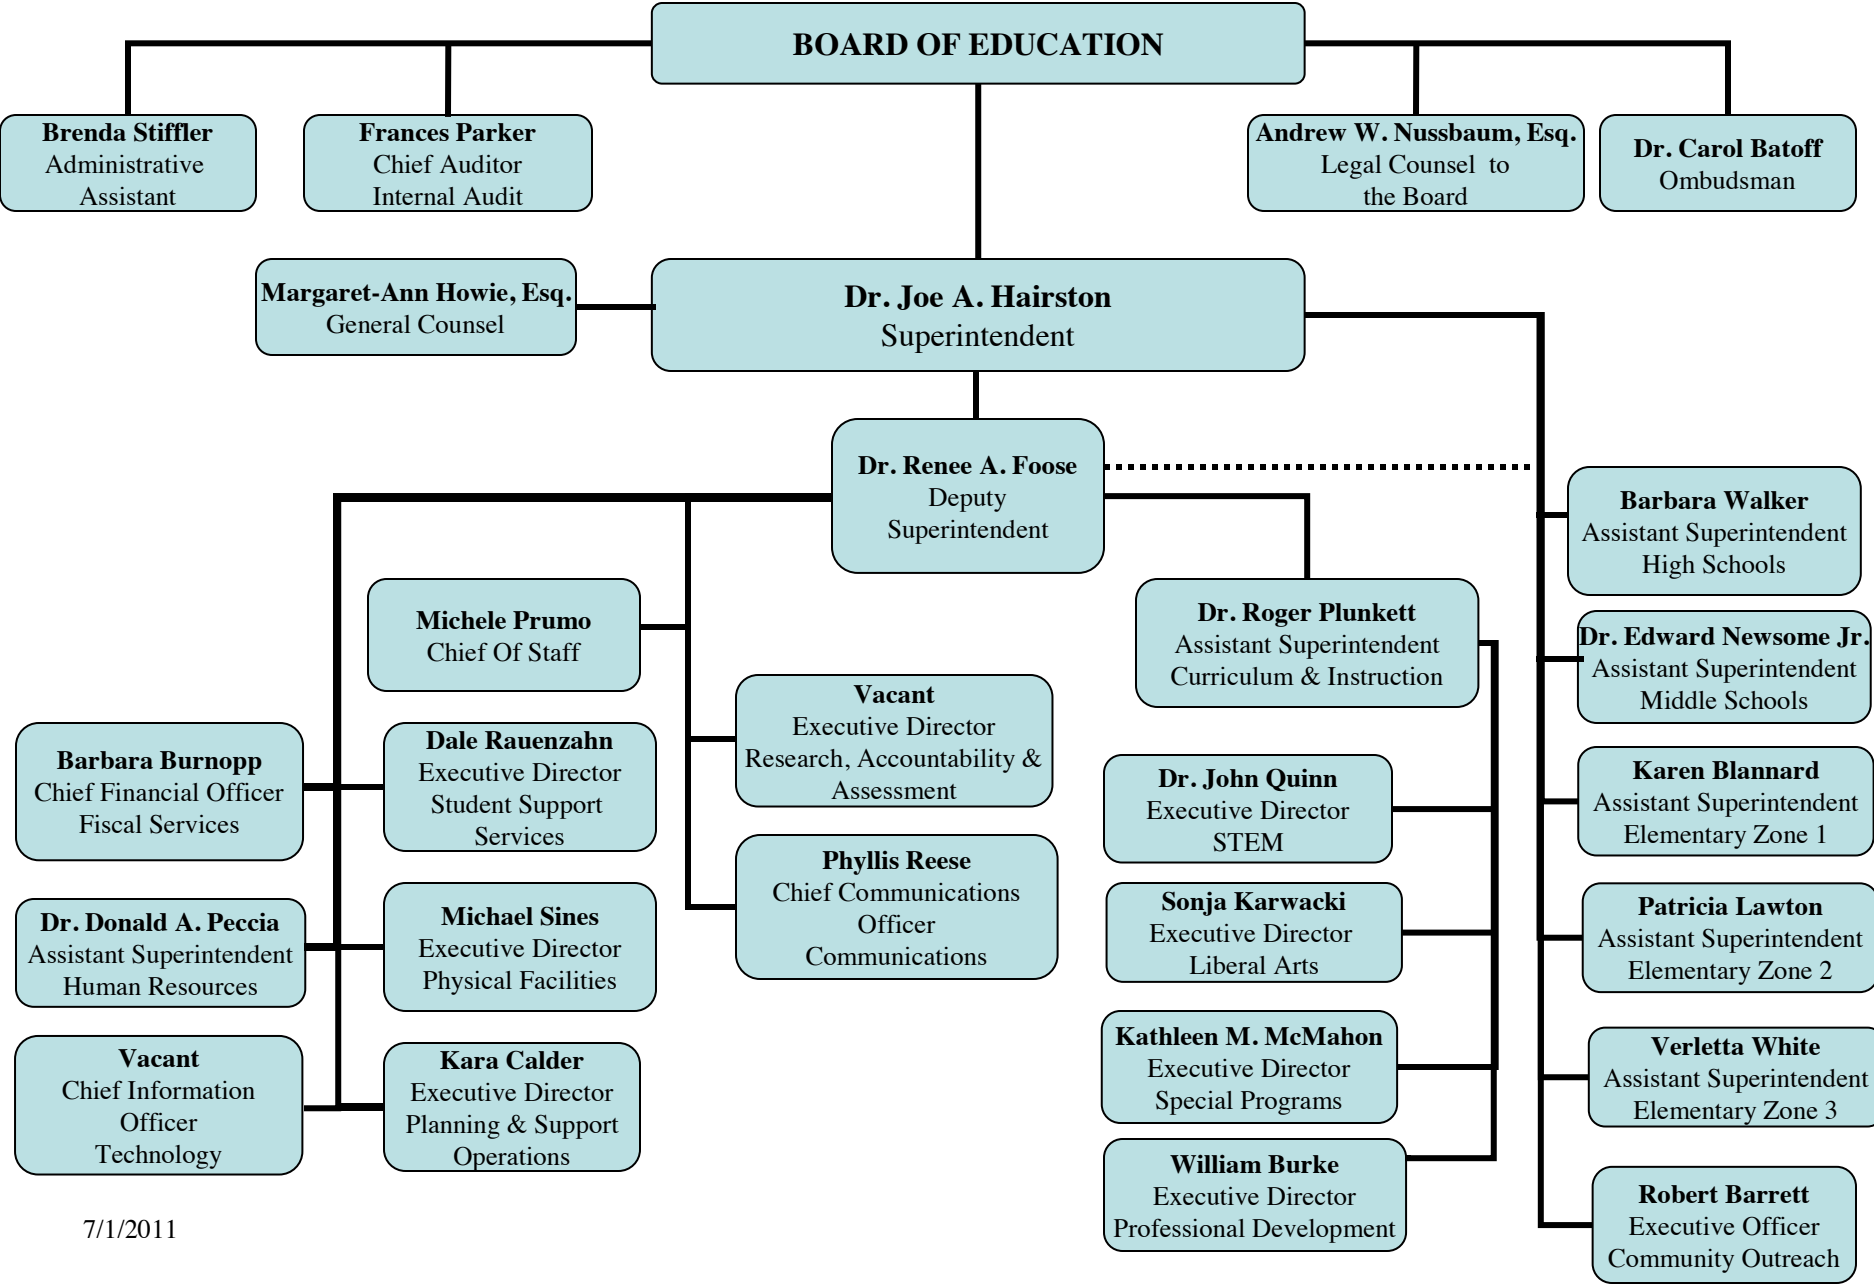 BOARD OF EDUCATION
Brenda Stiffler
Administrative
Assistant
Frances Parker
Chief Auditor
Internal Audit
Andrew W. Nussbaum, Esq.
Legal Counsel to
the Board
Dr. Carol Batoff
Ombudsman
Margaret-Ann Howie, Esq.
General Counsel
Dr. Joe A. Hairston
Superintendent
Dr. Renee A. Foose
Deputy
Superintendent
Michele Prumo
Chief Of Staff
Vacant
Executive Director
Research, Accountability &
Assessment
Phyllis Reese
Chief Communications
Officer
Communications
Barbara Burnopp
Chief Financial Officer
Fiscal Services
Dale Rauenzahn
Executive Director
Student Support
Services
Dr. Donald A. Peccia
Assistant Superintendent
Human Resources
Michael Sines
Executive Director
Physical Facilities
Vacant
Chief Information
Officer
Technology
Kara Calder
Executive Director
Planning & Support
Operations
Dr. Roger Plunkett
Assistant Superintendent
Curriculum & Instruction
Dr. John Quinn
Executive Director
STEM
Sonja Karwacki
Executive Director
Liberal Arts
Kathleen M. McMahon
Executive Director
Special Programs
William Burke
Executive Director
Professional Development
Barbara Walker
Assistant Superintendent
High Schools
Dr. Edward Newsome Jr.
Assistant Superintendent
Middle Schools
Karen Blannard
Assistant Superintendent
Elementary Zone 1
Patricia Lawton
Assistant Superintendent
Elementary Zone 2
Verletta White
Assistant Superintendent
Elementary Zone 3
Robert Barrett
Executive Officer
Community Outreach
7/1/2011